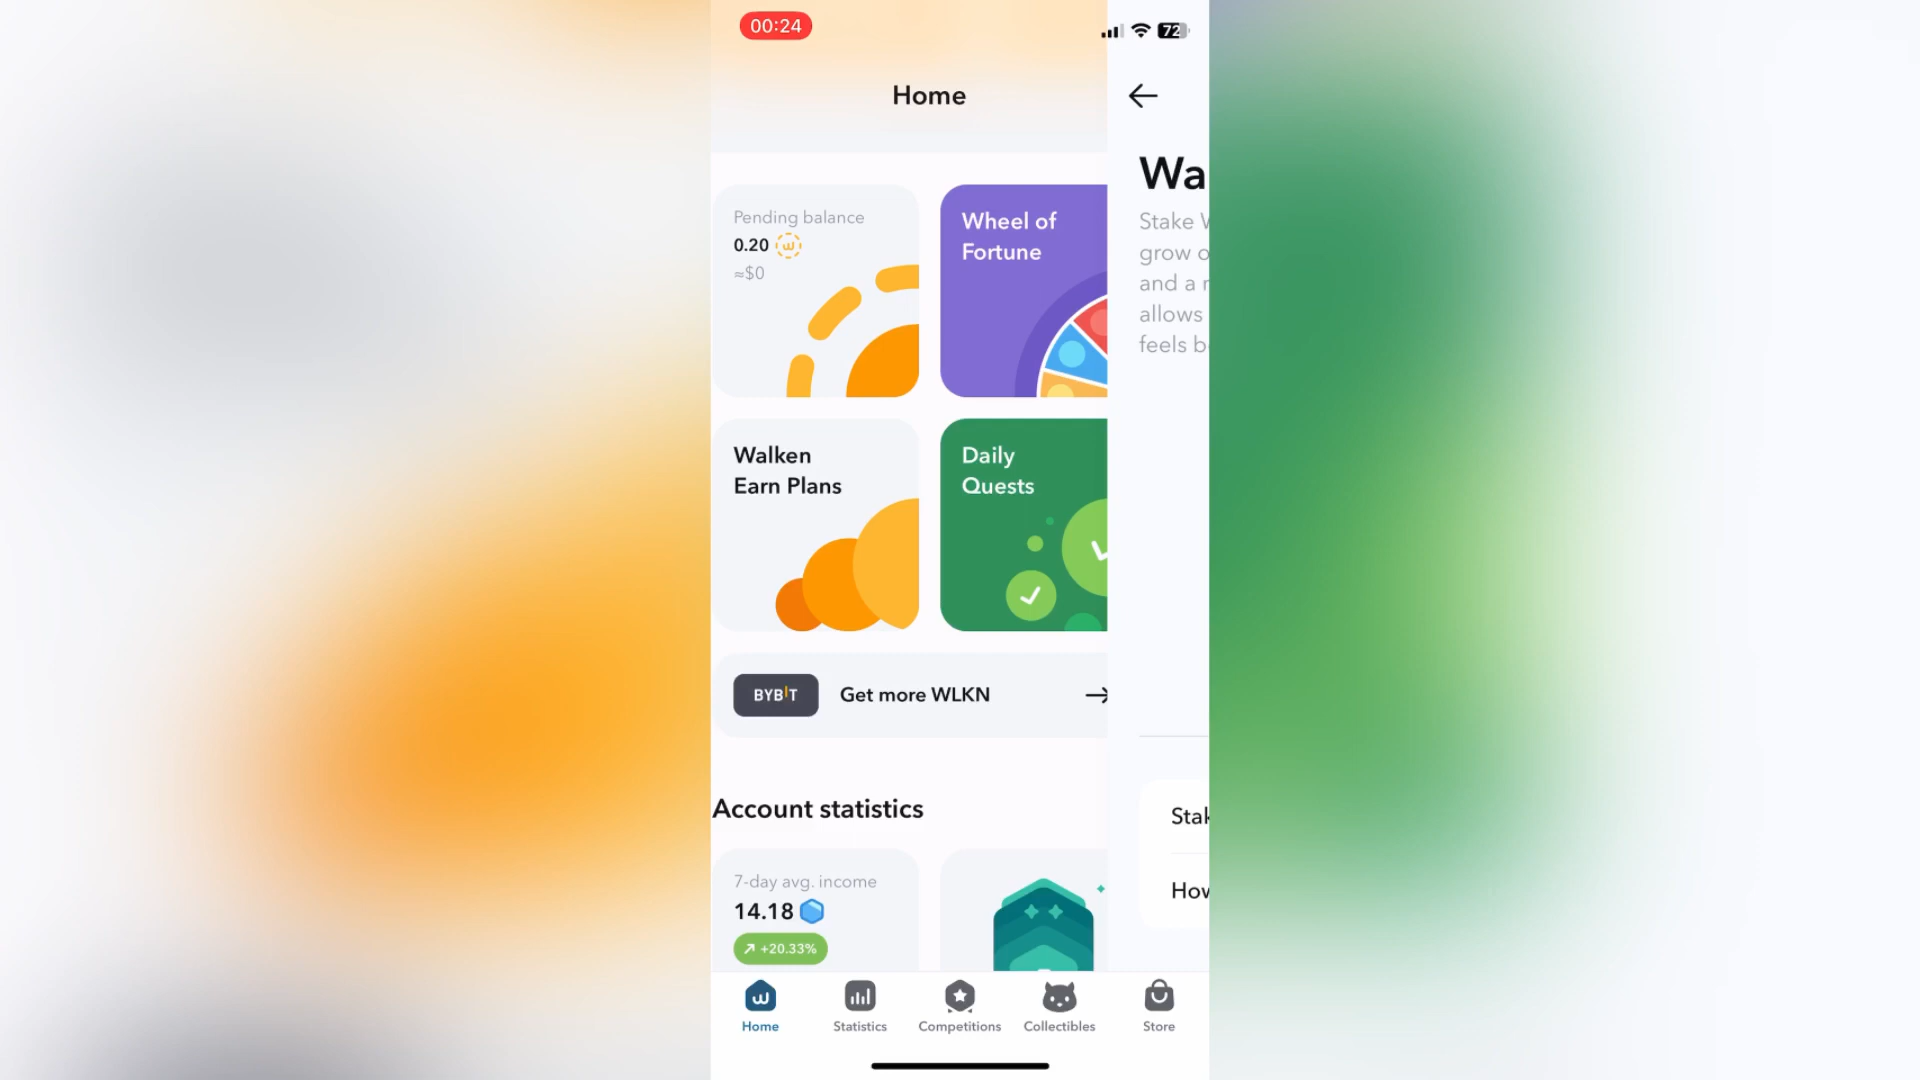 00:24
72
Home
Wa
Stake W
grow o
and a r
allows
feels b
Pending balance
0.20
≈$0
Wheel of
Fortune
Walken
Earn Plans
Daily
Quests
BYBIT
Get more WLKN
Stak
How
Account statistics
7-day avg. income
14.18
+20.33%
Home
Statistics
Competitions
Collectibles
Store